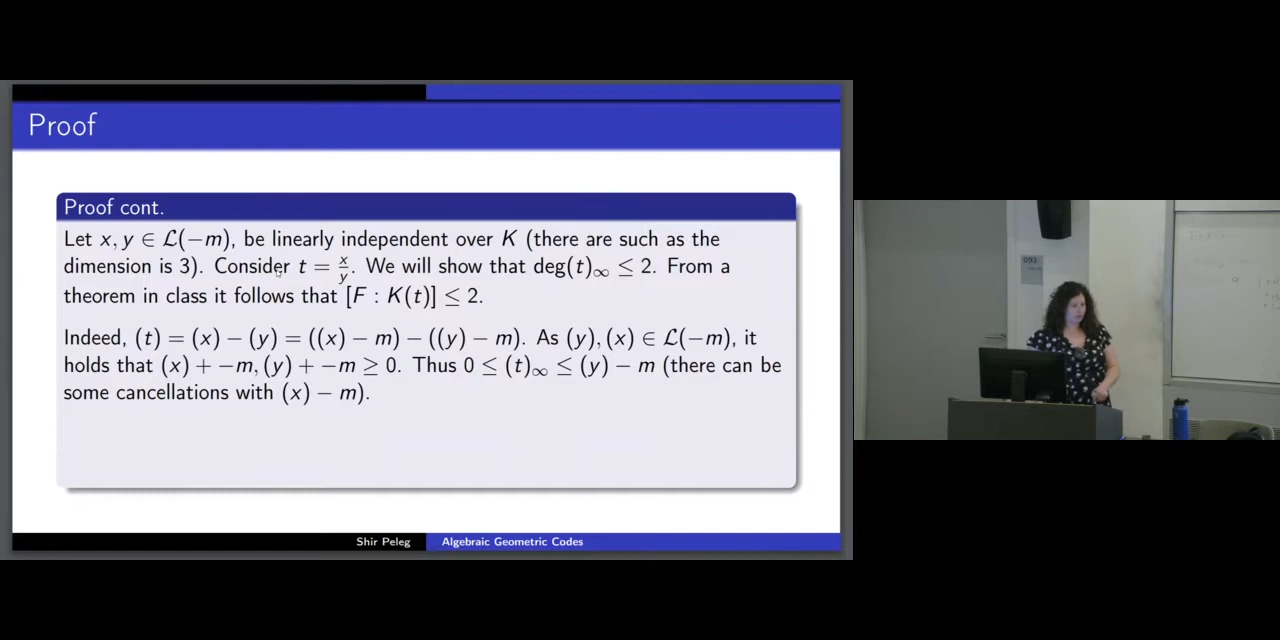 Proof
Proof cont.
Let x, y ∈ ℒ(−m), be linearly independent over K (there are such as the
dimension is 3). Consider t = x/y. We will show that deg(t)∞ ≤ 2. From a
theorem in class it follows that [F : K(t)] ≤ 2.
Indeed, (t) = (x) − (y) = ((x) − m) − ((y) − m). As (y), (x) ∈ ℒ(−m), it
holds that (x) + −m, (y) + −m ≥ 0. Thus 0 ≤ (t)∞ ≤ (y) − m (there can be
some cancellations with (x) − m).
Shir Peleg
Algebraic Geometric Codes